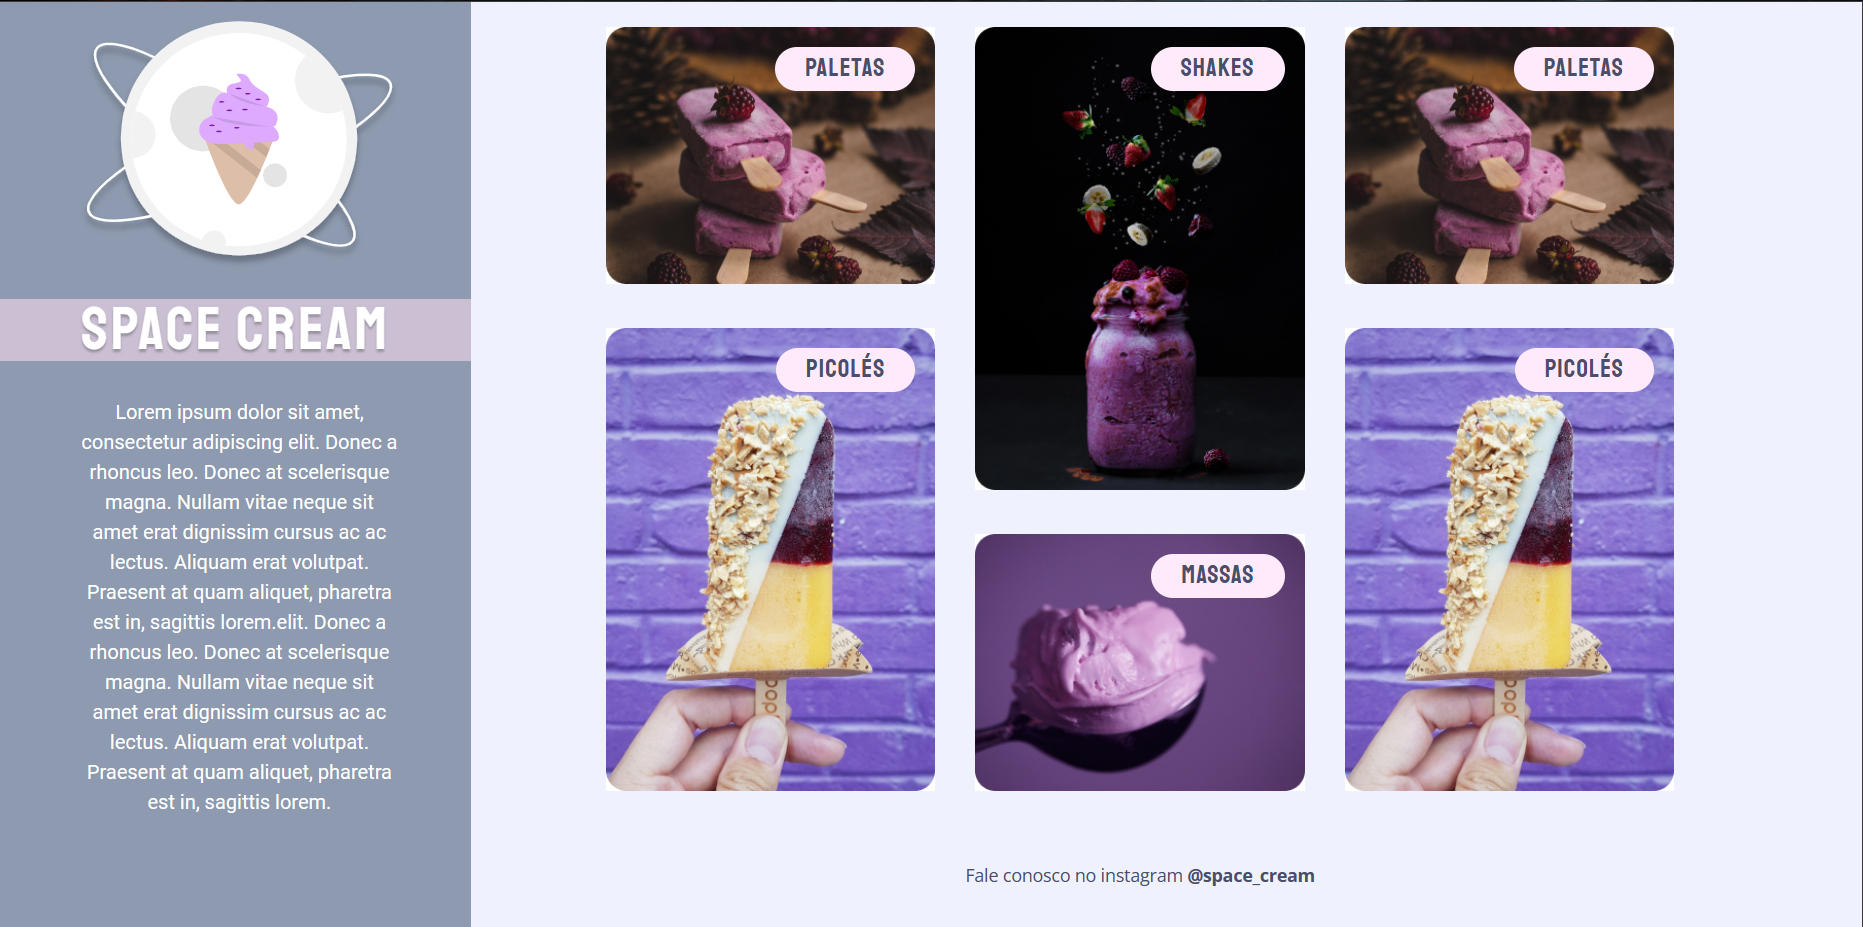 SPACE CREAM
Lorem ipsum dolor sit amet,
consectetur adipiscing elit. Donec a
rhoncus leo. Donec at scelerisque
magna. Nullam vitae neque sit
amet erat dignissim cursus ac ac
lectus. Aliquam erat volutpat.
Praesent at quam aliquet, pharetra
est in, sagittis lorem.elit. Donec a
rhoncus leo. Donec at scelerisque
magna. Nullam vitae neque sit
amet erat dignissim cursus ac ac
lectus. Aliquam erat volutpat.
Praesent at quam aliquet, pharetra
est in, sagittis lorem.
PALETAS
SHAKES
PALETAS
PICOLÉS
PICOLÉS
MASSAS
Fale conosco no instagram @space_cream